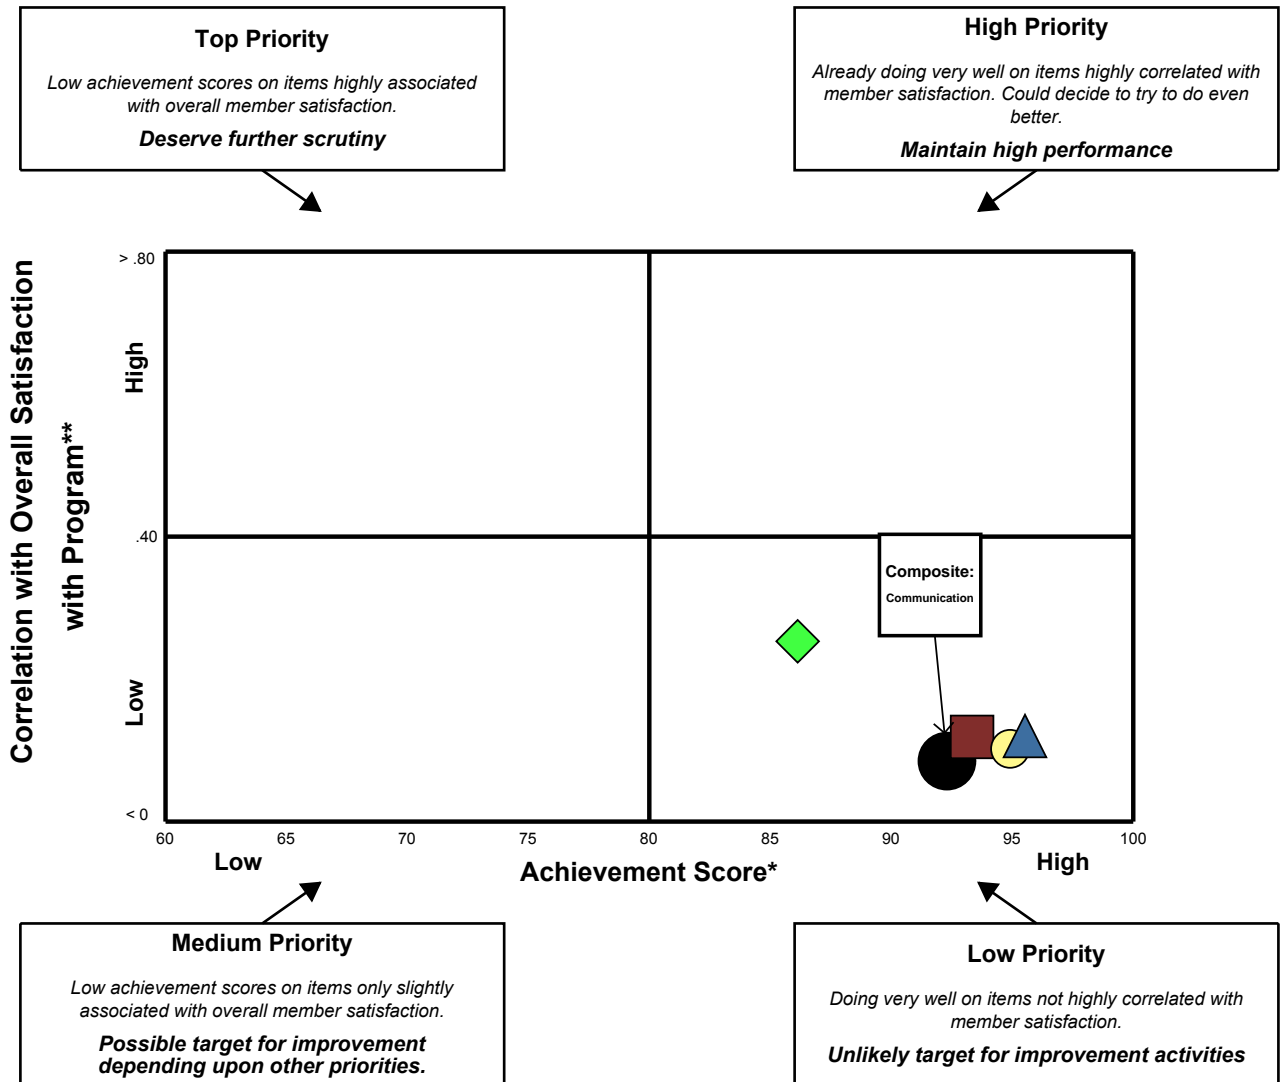 Top Priority
Low achievement scores on items highly associated
with overall member satisfaction.
Deserve further scrutiny
High Priority
Already doing very well on items highly correlated with
member satisfaction. Could decide to try to do even
better.
Maintain high performance
Correlation with Overall Satisfaction
with Program**
> .80
High
.40
Low
< 0
Composite:
Communication
60
65
70
75
80
85
90
95
100
Low
Achievement Score*
High
Medium Priority
Low achievement scores on items only slightly
associated with overall member satisfaction.
Possible target for improvement
depending upon other priorities.
Low Priority
Doing very well on items not highly correlated with
member satisfaction.
Unlikely target for improvement activities